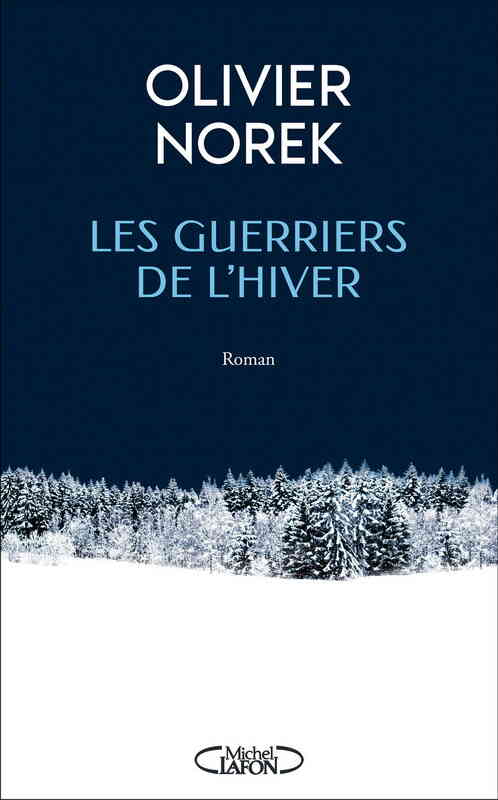 OLIVIER
NOREK
LES GUERRIERS
DE L'HIVER
Roman
Michel
LAFON